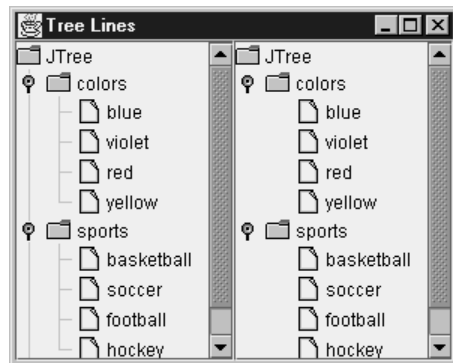 Tree Lines
JTree
colors
blue
violet
red
yellow
sports
basketball
soccer
football
hockey
JTree
colors
blue
violet
red
yellow
sports
basketball
soccer
football
hockey